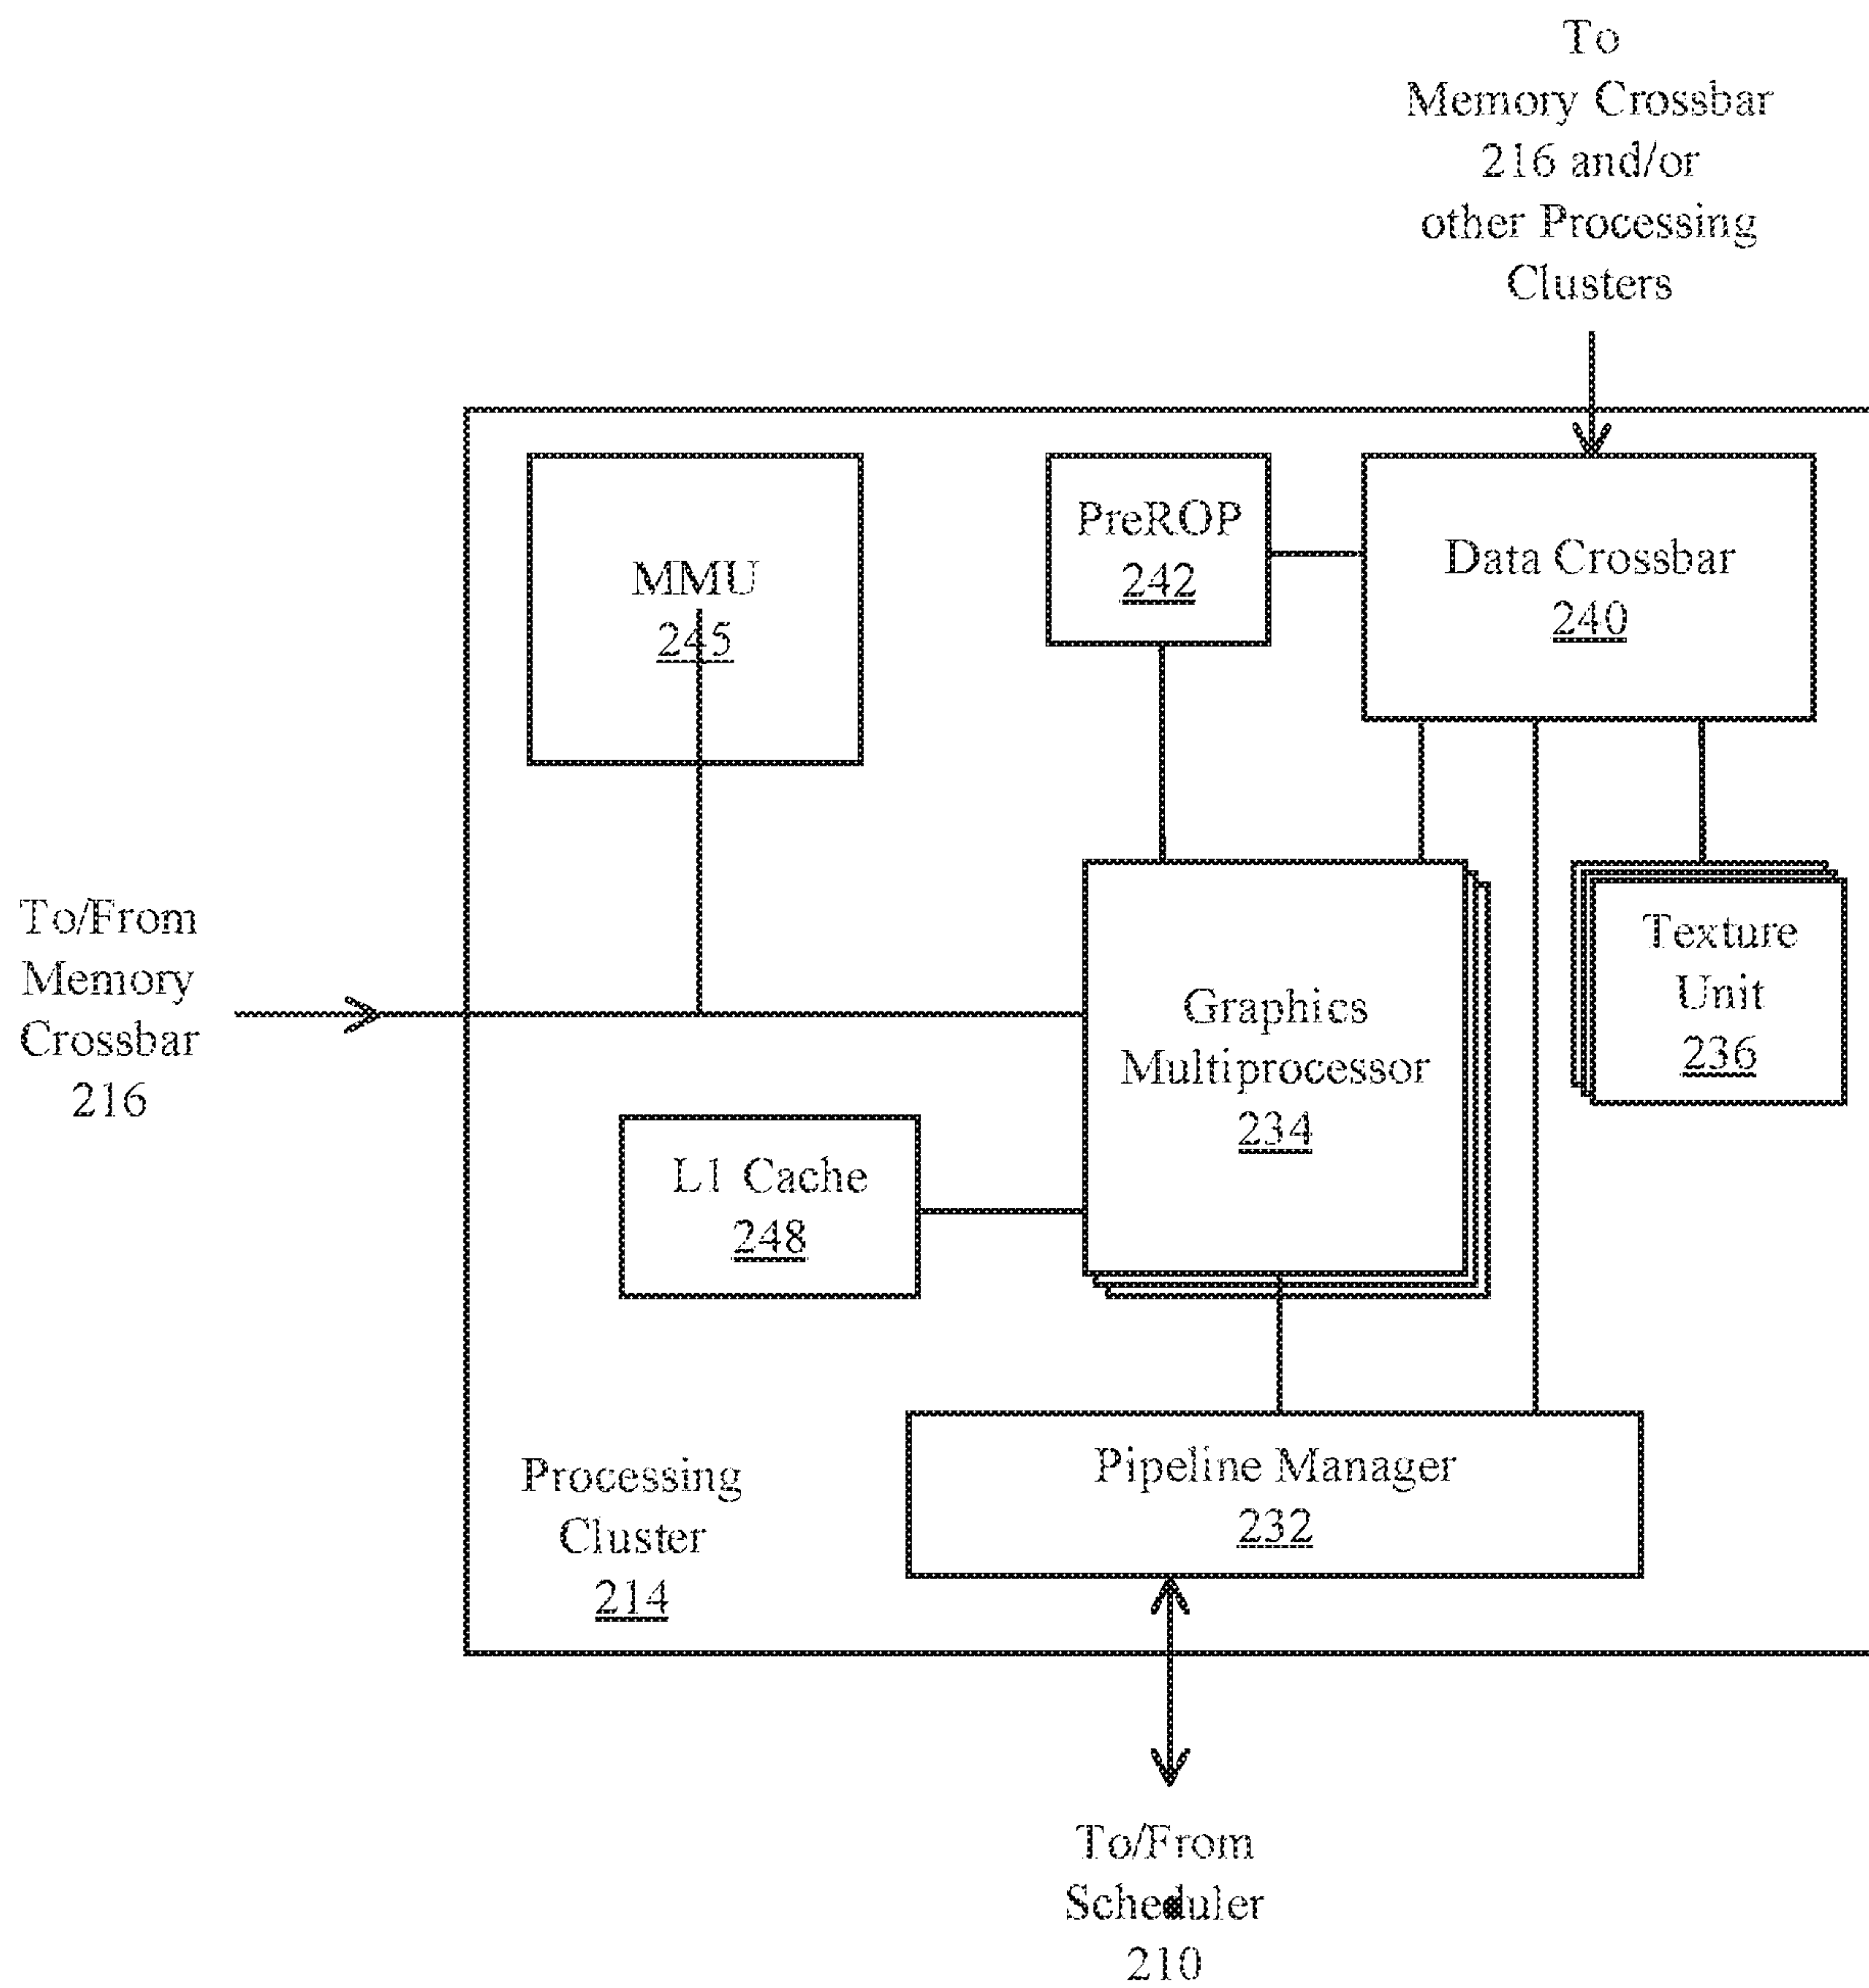 To
Memory Crossbar
216 and/or
other Processing
Clusters
MMU
245
PreROP
242
Data Crossbar
240
To/From
Memory
Crossbar
216
Graphics
Multiprocessor
234
Texture
Unit
236
L1 Cache
248
Processing
Cluster
214
Pipeline Manager
232
To/From
Scheduler
210